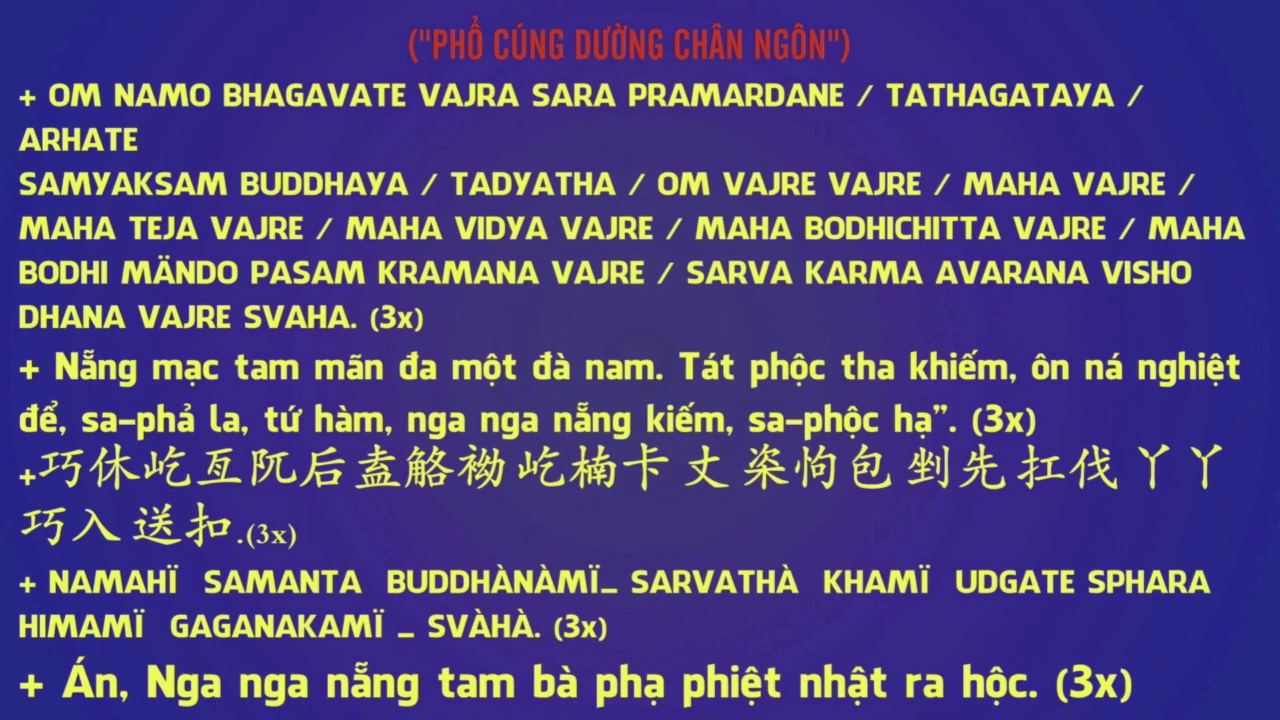 ("PHỔ CÚNG DƯỜNG CHÂN NGÔN")
+ OM NAMO BHAGAVATE VAJRA SARA PRAMARDANE / TATHAGATAYA /
ARHATE
SAMYAKSAM BUDDHAYA / TADYATHA / OM VAJRE VAJRE / MAHA VAJRE /
MAHA TEJA VAJRE / MAHA VIDYA VAJRE / MAHA BODHICHITTA VAJRE / MAHA
BODHI MÄNDO PASAM KRAMANA VAJRE / SARVA KARMA AVARANA VISHO
DHANA VAJRE SVAHA. (3x)
+ Nẵng mạc tam mãn đa một đà nam. Tát phộc tha khiếm, ôn ná nghiệt
để, sa-phả la, tứ hàm, nga nga nẵng kiếm, sa-phộc hạ”. (3x)
+巧休屹亙阢后盍觡袎屹楠卡丈粢怐包剉先扛伐丫丫
巧入送扣.(3x)
+ NAMAHÏ SAMANTA BUDDHÀNÀMÏ_ SARVATHÀ KHAMÏ UDGATE SPHARA
HIMAMÏ GAGANAKAMÏ _ SVÀHÀ. (3x)
+ Án, Nga nga nẵng tam bà phạ phiệt nhật ra hộc. (3x)